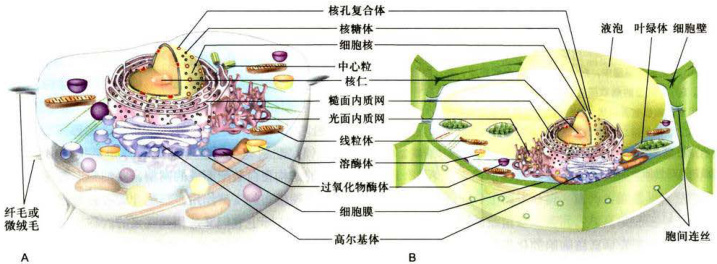 核孔复合体
核糖体
细胞核
中心粒
核仁
糙面内质网
光面内质网
线粒体
溶酶体
过氧化物酶体
细胞膜
高尔基体
纤毛或
微绒毛
液泡
叶绿体
细胞壁
胞间连丝
A
B